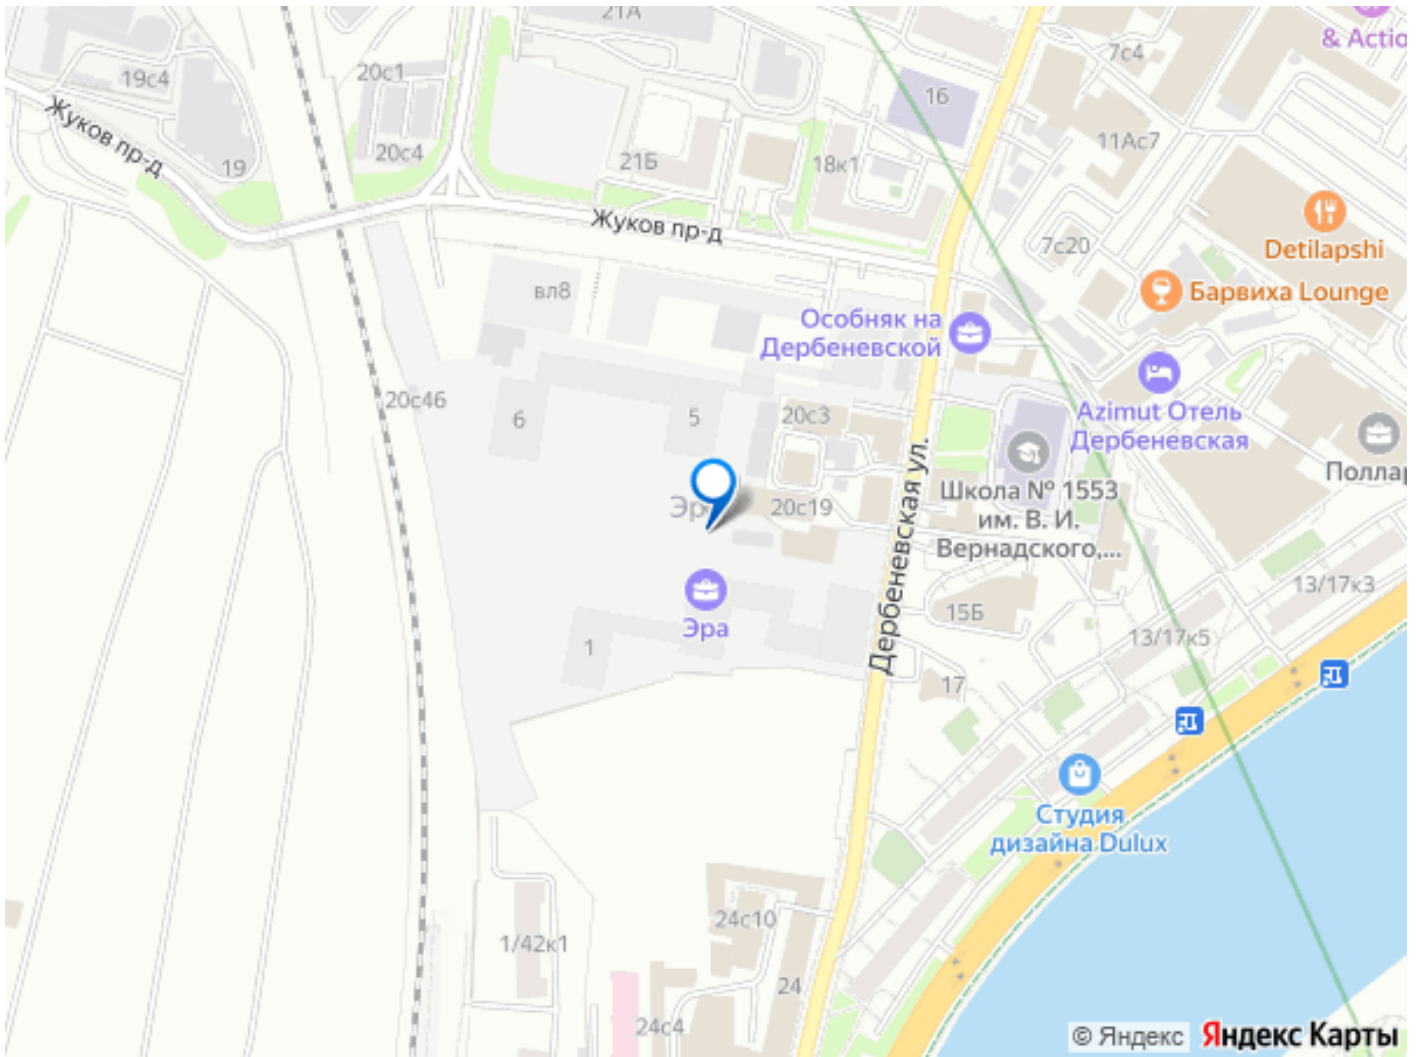 21А
& Actio
7с4
20с1
19с4
16
Жуков пр-д
11Ас7
20с4
21Б
18к1
19
Жуков пр-д
7с20
Detilapshi
вл8
Барвиха Lounge
Особняк на
Дербеневской
20с46
6
5
20с3
Azimut Отель
Дербеневская
Поллар
Дербеневская ул.
Школа № 1553
им. В. И.
Вернадского,...
Эр
20с19
13/17к3
15Б
Эра
1
13/17к5
17
Студия
дизайна Dulux
24с10
1/42к1
24
24с4
© Яндекс Яндекс Карты